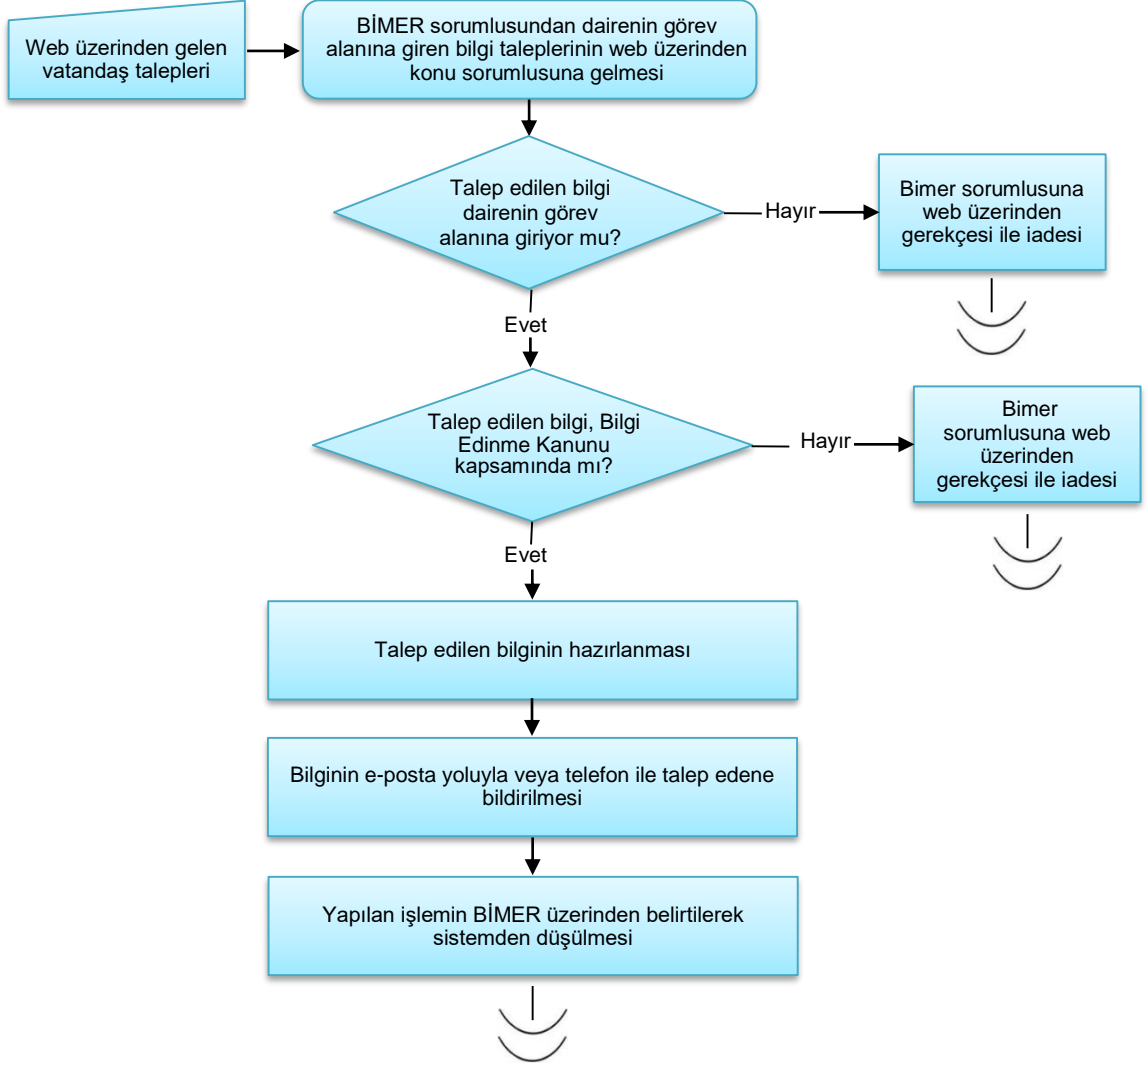 Web üzerinden gelen
vatandaş talepleri
BİMER sorumlusundan dairenin görev
alanına giren bilgi taleplerinin web üzerinden
konu sorumlusuna gelmesi
Talep edilen bilgi
dairenin görev
alanına giriyor mu?
Hayır
Bimer sorumlusuna
web üzerinden
gerekçesi ile iadesi
Evet
Talep edilen bilgi, Bilgi
Edinme Kanunu
kapsamında mı?
Hayır
Bimer
sorumlusuna web
üzerinden
gerekçesi ile iadesi
Evet
Talep edilen bilginin hazırlanması
Bilginin e-posta yoluyla veya telefon ile talep edene
bildirilmesi
Yapılan işlemin BİMER üzerinden belirtilerek
sistemden düşülmesi